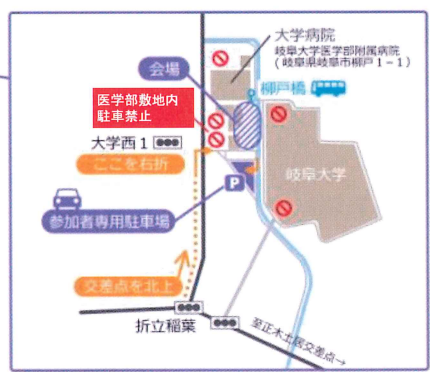 大学病院
岐阜大学医学部附属病院
(岐阜県岐阜市柳戸1−1)
会場
柳戸橋
医学部敷地内
駐車禁止
大学西1
ここを右折
岐阜大学
P
参加者専用駐車場
交差点を北上
折立稲葉
至正木土居交差点→